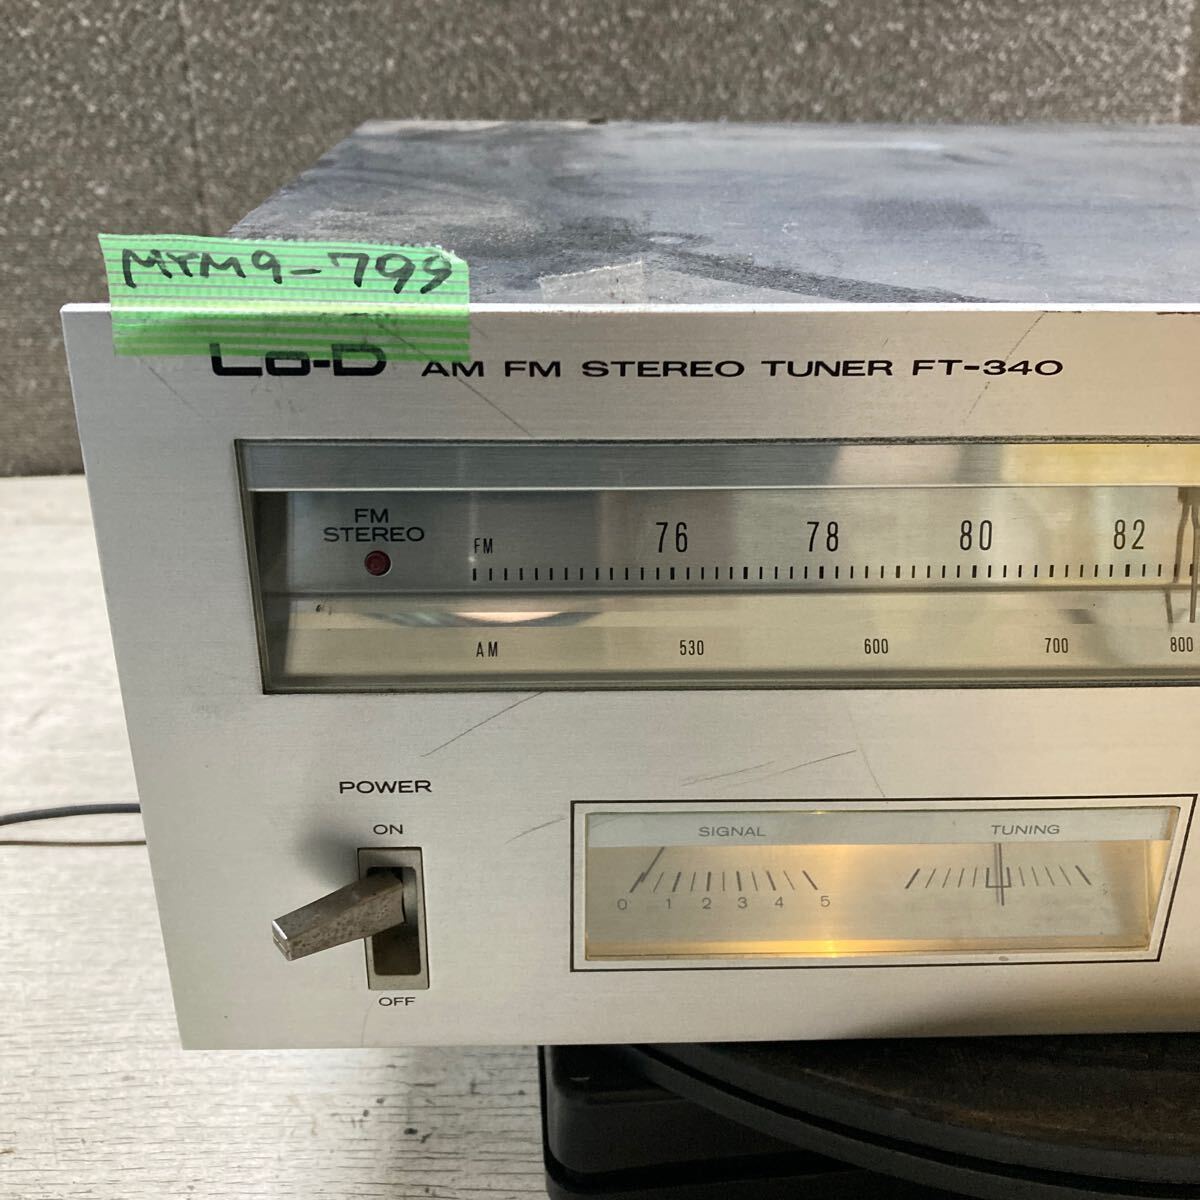 MYM9-799
Lo-D AM FM STEREO TUNER FT-340
FM
STEREO
FM 76 78 80 82
AM 530 600 700 800
POWER
ON
OFF
SIGNAL
0 1 2 3 4 5
TUNING